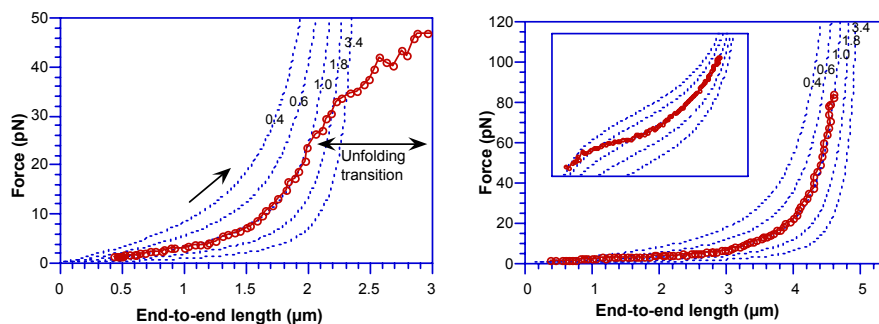 50
40
30
20
10
0
Force (pN)
0.4
0.6
1.0
1.8
3.4
Unfolding
transition
0 0.5 1 1.5 2 2.5 3
End-to-end length (µm)
120
100
80
60
40
20
0
Force (pN)
0.4
0.6
1.0
1.8
3.4
0 1 2 3 4 5
End-to-end length (µm)